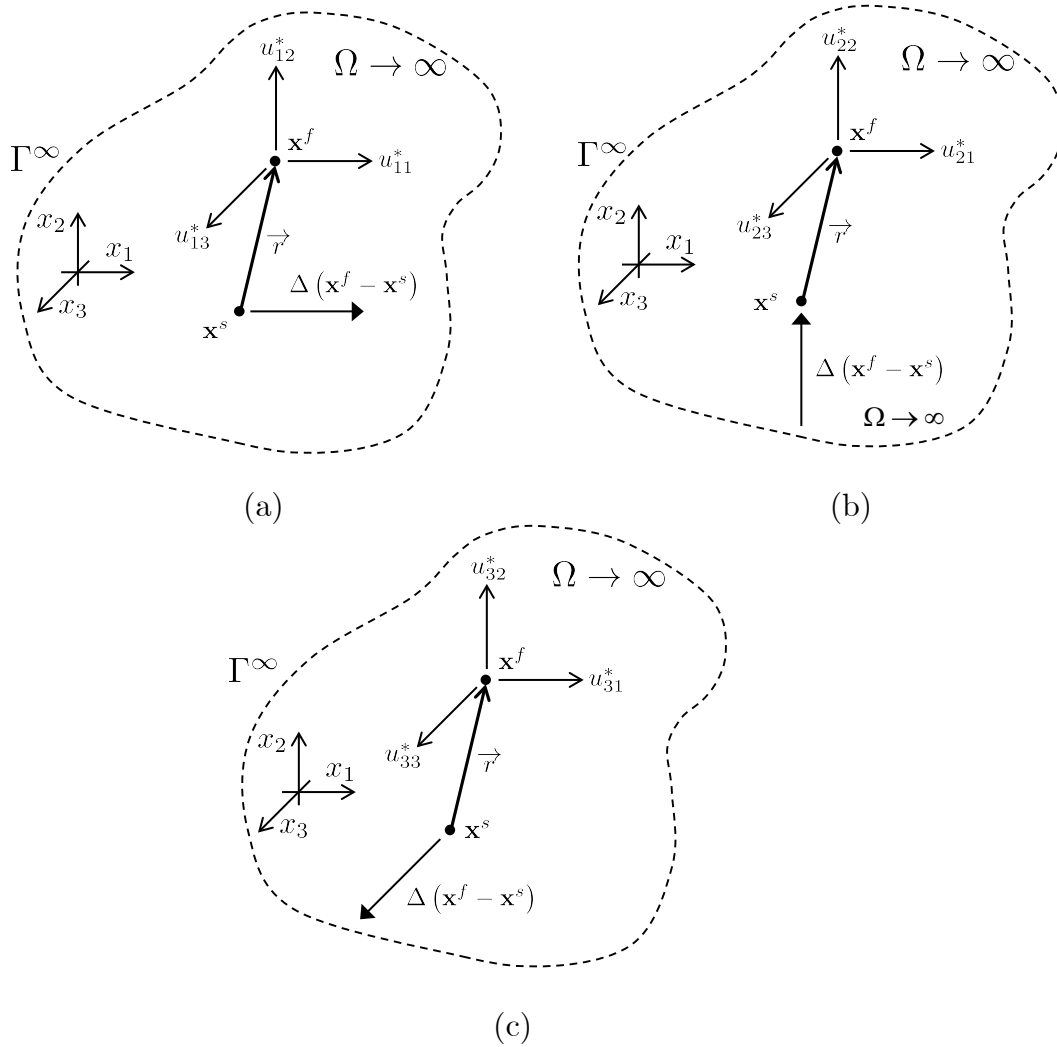 u*12
Ω → ∞
x^f
Γ^∞
u*11
x2
u*13
r⃗
x1
Δ (x^f − x^s)
x3
x^s
(a)
u*22
Ω → ∞
x^f
Γ^∞
u*21
x2
u*23
r⃗
x1
x3
x^s
Δ (x^f − x^s)
Ω → ∞
(b)
u*32
Ω → ∞
x^f
Γ^∞
u*31
x2
u*33
r⃗
x1
x3
x^s
Δ (x^f − x^s)
(c)